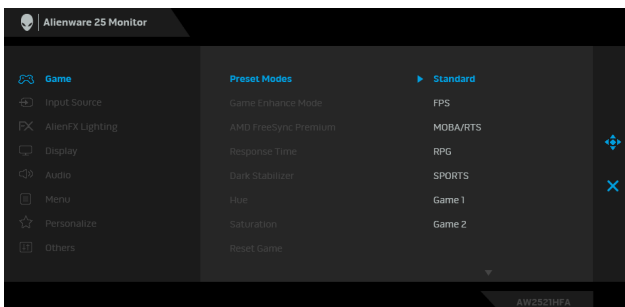 Alienware 25 Monitor
Game
Preset Modes
Standard
Input Source
Game Enhance Mode
FPS
AlienFX Lighting
AMD FreeSync Premium
MOBA/RTS
Display
Response Time
RPG
Audio
Dark Stabilizer
SPORTS
Menu
Hue
Game 1
Personalize
Saturation
Game 2
Others
Reset Game
AW2521HFA